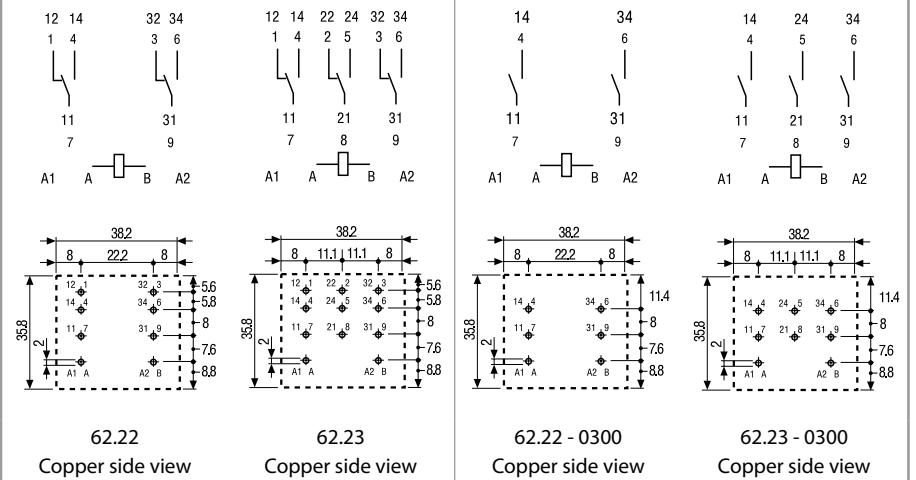 12 14 32 34
1 4 3 6
11 31
7 9
A1 A B A2
38.2
8 22.2 8
35.8
2
12 1 32 3
14 4 34 6
11 7 31 9
A1 A A2 B
5.6
5.8
8
7.6
8.8
62.22
Copper side view
12 14 22 24 32 34
1 4 2 5 3 6
11 21 31
7 8 9
A1 A B A2
38.2
8 11.1 11.1 8
35.8
2
12 1 22 2 32 3
14 4 24 5 34 6
11 7 21 8 31 9
A1 A A2 B
5.6
5.8
8
7.6
8.8
62.23
Copper side view
14 34
4 6
11 31
7 9
A1 A B A2
38.2
8 22.2 8
35.8
2
14 4 34 6
11 7 31 9
A1 A A2 B
11.4
8
7.6
8.8
62.22 - 0300
Copper side view
14 24 34
4 5 6
11 21 31
7 8 9
A1 A B A2
38.2
8 11.1 11.1 8
35.8
2
14 4 24 5 34 6
11 7 21 8 31 9
A1 A A2 B
11.4
8
7.6
8.8
62.23 - 0300
Copper side view